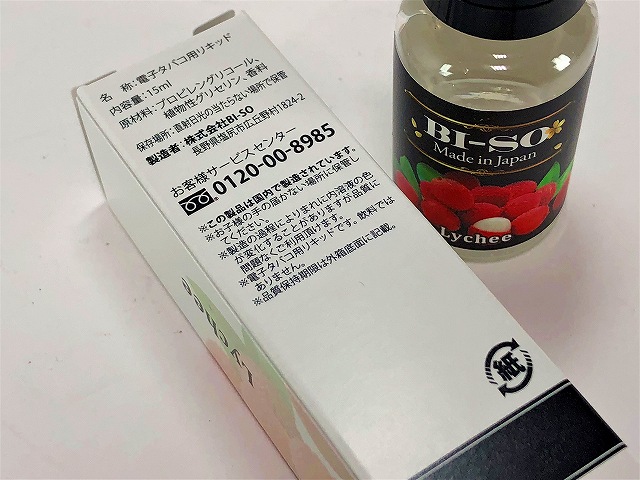 名　称：電子タバコ用リキッド
内容量：15ml
原材料：プロピレングリコール、
植物性グリセリン、香料
保存場所：直射日光の当たらない場所で保管
製造者：株式会社BI-SO
長野県塩尻市広丘野村1824-2
お客様サービスセンター
0120-00-8985
※この製品は国内で製造されています。
※お子様の手の届かない場所に保管し
てください。
※製造の過程によりまれに内溶液の色
が変化することがありますが品質に
問題なくご利用頂けます。
※電子タバコ用リキッドです。飲料では
ありません。
※品質保持期限は外箱底面に記載。
紙
Lychee
BI-SO
Made in Japan
Lychee